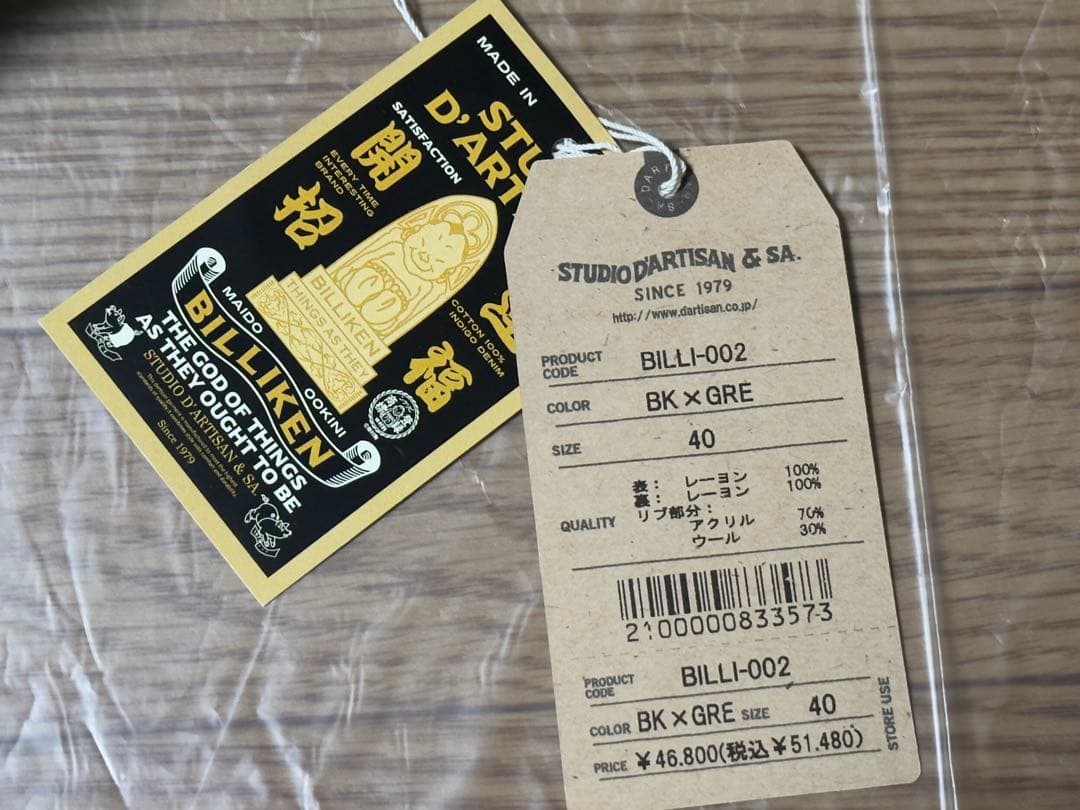 MADE IN
STU
D'ART
SATISFACTION
開
招
福
EVERY TIME
INTERESTING
BRAND
BILLIKEN
THINGS AS THEY
COTTON 100%
INDIGO DENIM
MAIDO
OOKINI
BILLIKEN
THE GOD OF THINGS
AS THEY OUGHT TO BE
STUDIO D'ARTISAN & SA.
Since 1979
STUDIO D'ARTISAN & SA.
SINCE 1979
http://www.dartisan.co.jp/
PRODUCT CODE BILLI-002
COLOR BK×GRE
SIZE 40
QUALITY
表: レーヨン 100%
裏: レーヨン 100%
リブ部分:
アクリル 70%
ウール 30%
2100000833573
PRODUCT CODE BILLI-002
COLOR BK×GRE SIZE 40
PRICE ¥46.800(税込¥51.480)
STORE USE